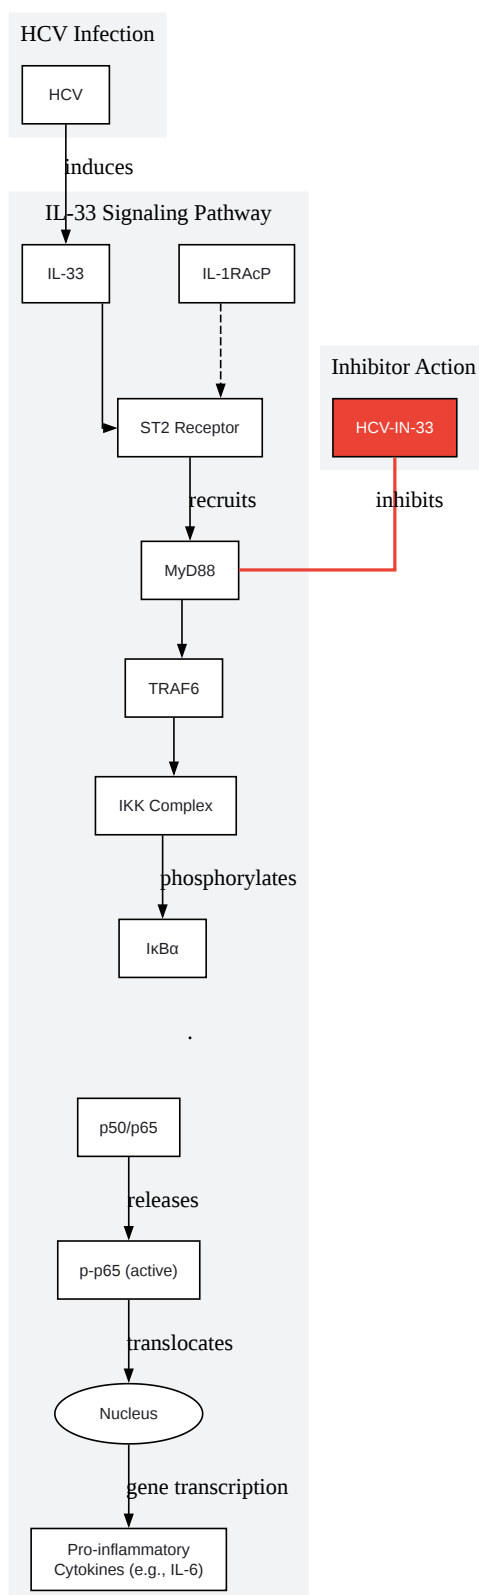 HCV Infection
HCV
induces
IL-33 Signaling Pathway
IL-33
IL-1RAcP
Inhibitor Action
ST2 Receptor
HCV-IN-33
recruits
inhibits
MyD88
TRAF6
IKK Complex
phosphorylates
IκBα
.
p50/p65
releases
p-p65 (active)
translocates
Nucleus
gene transcription
Pro-inflammatory
Cytokines (e.g., IL-6)